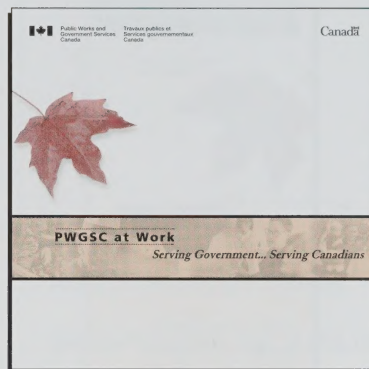 Public Works and
Government Services
Canada
Travaux publics et
Services gouvernementaux
Canada
Canada
PWGSC at Work
Serving Government... Serving Canadians